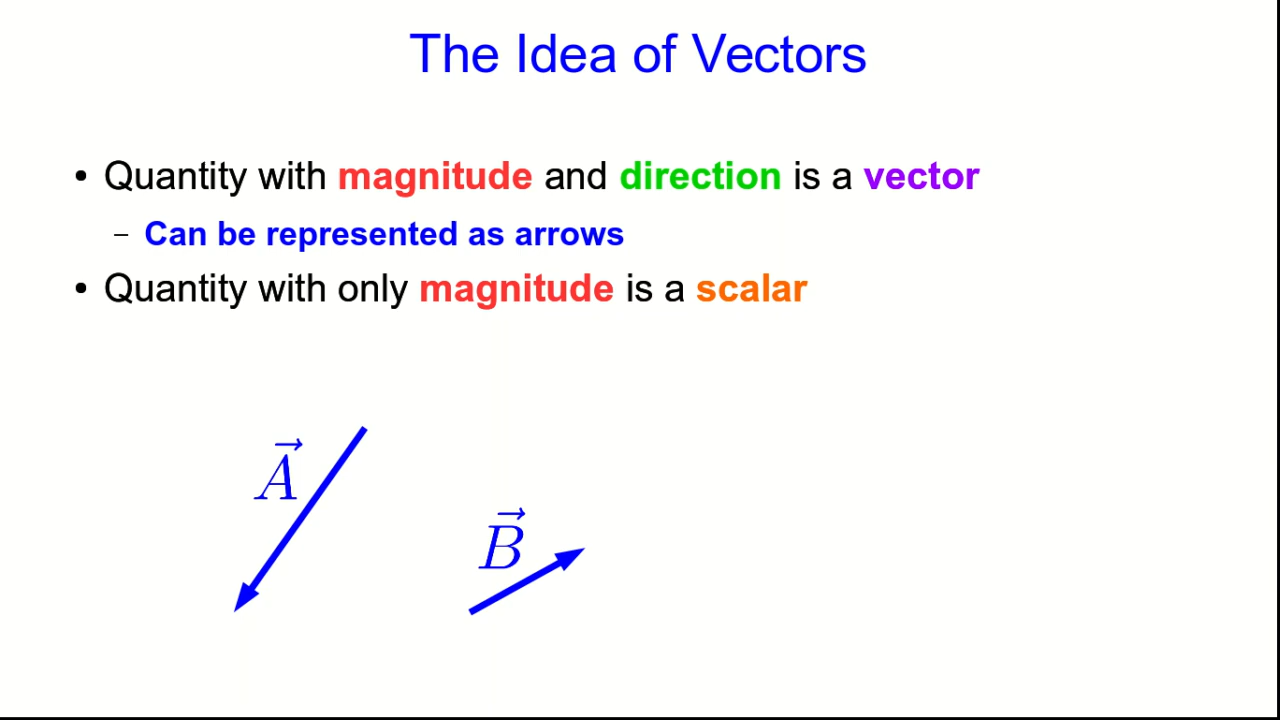 The Idea of Vectors
• Quantity with magnitude and direction is a vector
– Can be represented as arrows
• Quantity with only magnitude is a scalar
A⃗
B⃗